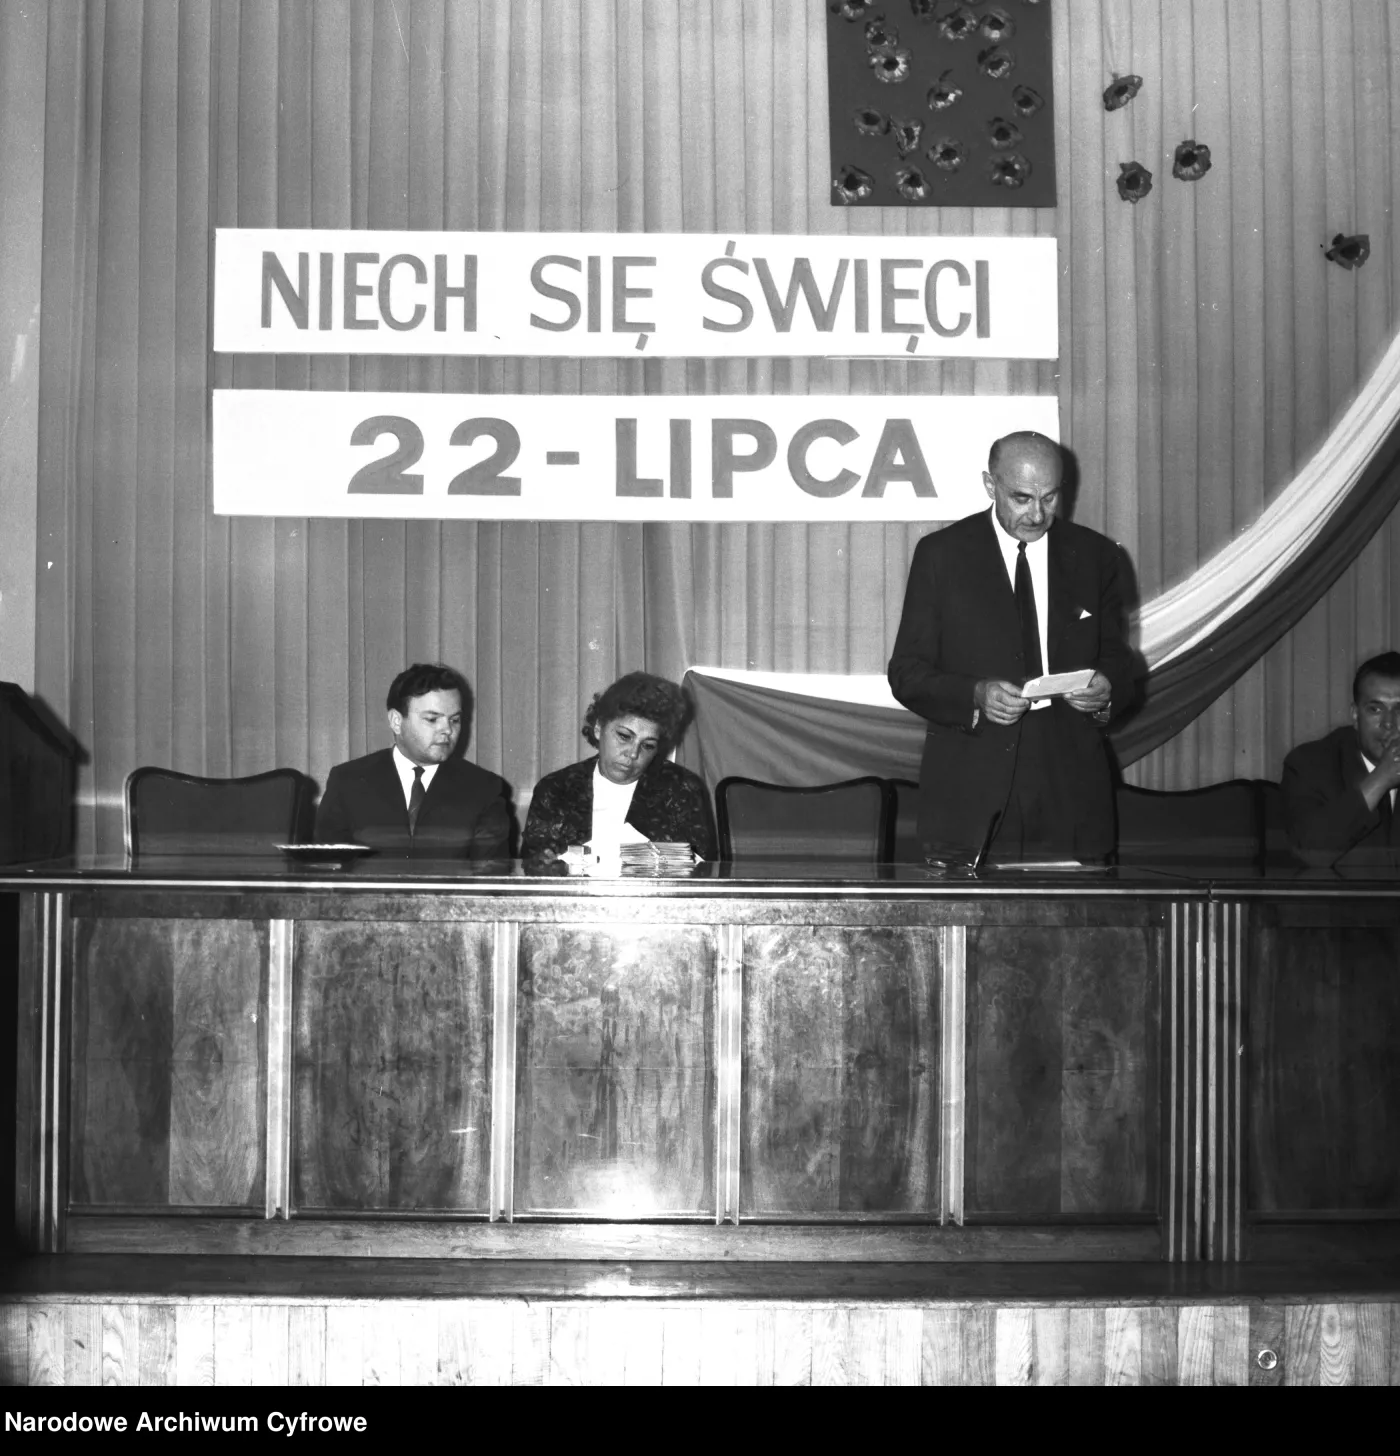 NIECH SIĘ ŚWIĘCI
22-LIPCA
Narodowe Archiwum Cyfrowe